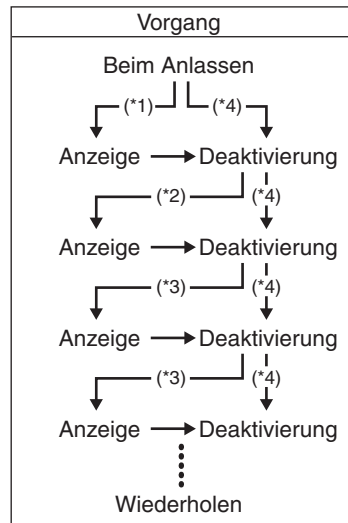 Vorgang
Beim Anlassen
(*1) (*4)
Anzeige Deaktivierung
(*2) (*4)
Anzeige Deaktivierung
(*3) (*4)
Anzeige Deaktivierung
(*3) (*4)
Anzeige Deaktivierung
Wiederholen